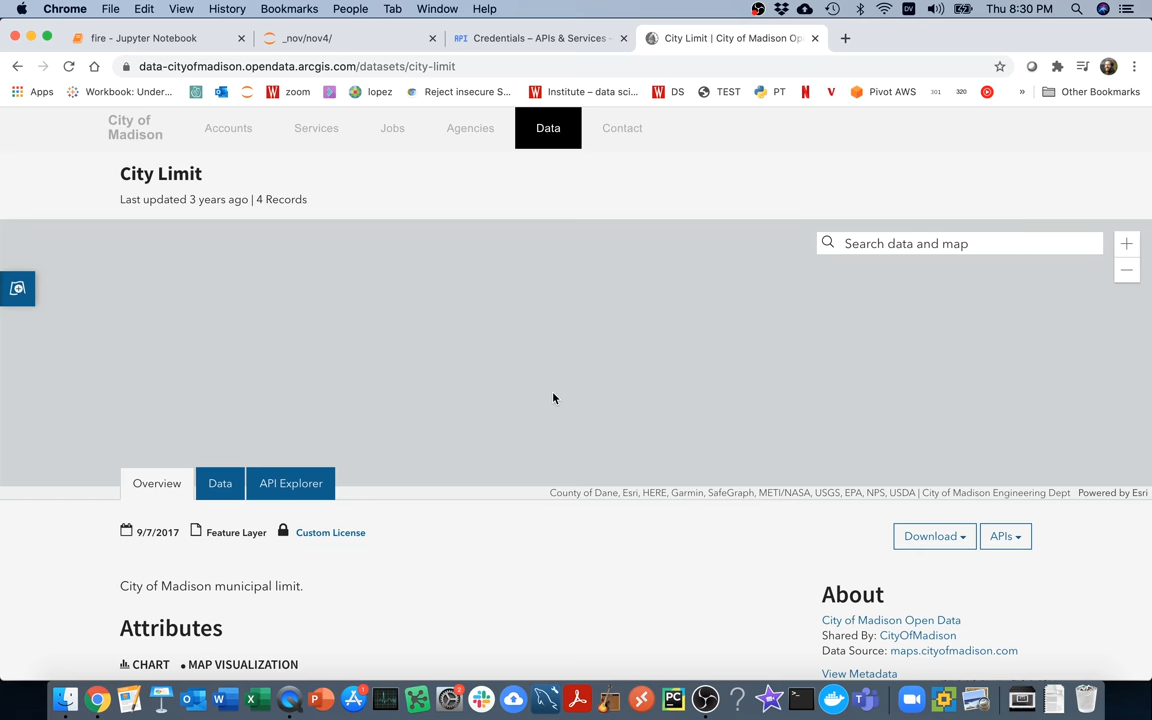 Chrome File Edit View History Bookmarks People Tab Window Help DV Thu 8:30 PM
fire - Jupyter Notebook _nov/nov4/ RPI Credentials – APIs & Services - City Limit | City of Madison Op
data-cityofmadison.opendata.arcgis.com/datasets/city-limit
Apps Workbook: Under... zoom lopez Reject insecure S... Institute – data sci... DS TEST PT Pivot AWS 301 320 » Other Bookmarks
City of
Madison
Accounts Services Jobs Agencies Data Contact
City Limit
Last updated 3 years ago | 4 Records
Search data and map
Overview Data API Explorer
County of Dane, Esri, HERE, Garmin, SafeGraph, METI/NASA, USGS, EPA, NPS, USDA | City of Madison Engineering Dept Powered by Esri
9/7/2017 Feature Layer Custom License
Download APIs
City of Madison municipal limit.
About
City of Madison Open Data
Attributes
Shared By: CityOfMadison
Data Source: maps.cityofmadison.com
CHART • MAP VISUALIZATION
View Metadata